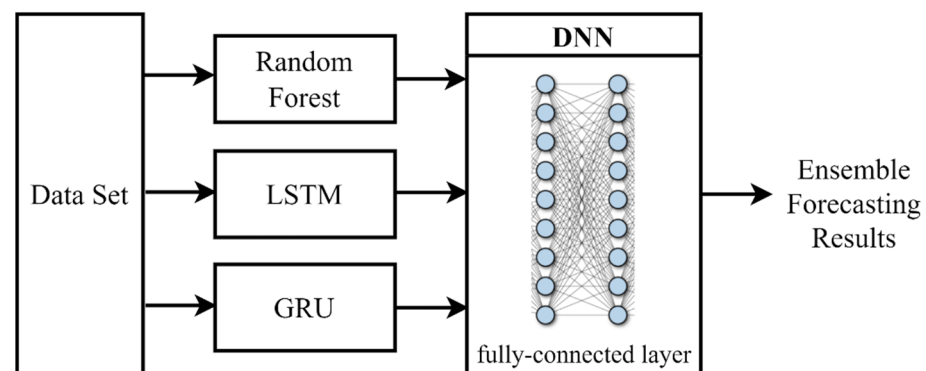 Data Set
Random
Forest
LSTM
GRU
DNN
fully-connected layer
Ensemble
Forecasting
Results